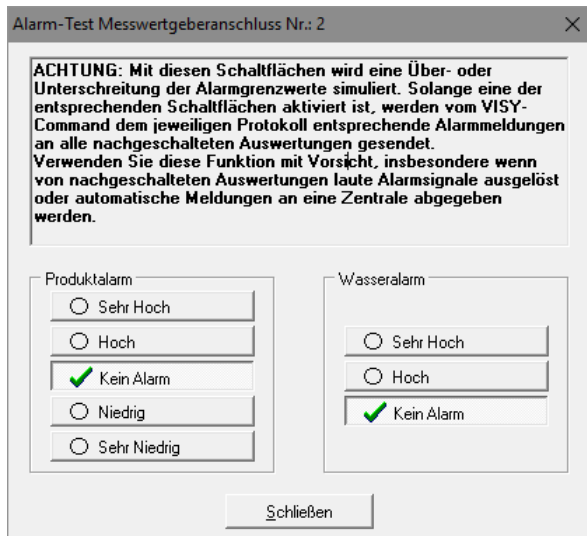 Alarm-Test Messwertgeberanschluss Nr.: 2
ACHTUNG: Mit diesen Schaltflächen wird eine Über- oder
Unterschreitung der Alarmgrenzwerte simuliert. Solange eine der
entsprechenden Schaltflächen aktiviert ist, werden vom VISY-
Command dem jeweiligen Protokoll entsprechende Alarmmeldungen
an alle nachgeschalteten Auswertungen gesendet.
Verwenden Sie diese Funktion mit Vorsicht, insbesondere wenn
von nachgeschalteten Auswertungen laute Alarmsignale ausgelöst
oder automatische Meldungen an eine Zentrale abgegeben
werden.
Produktalarm
Sehr Hoch
Hoch
Kein Alarm
Niedrig
Sehr Niedrig
Wasseralarm
Sehr Hoch
Hoch
Kein Alarm
Schließen